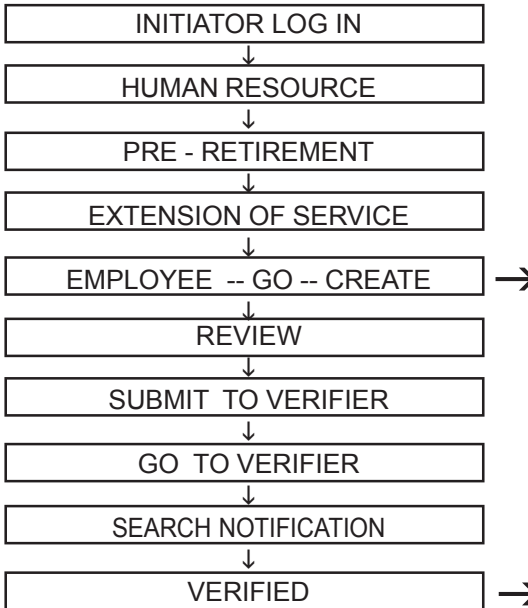 INITIATOR LOG IN
HUMAN RESOURCE
PRE - RETIREMENT
EXTENSION OF SERVICE
EMPLOYEE -- GO -- CREATE
REVIEW
SUBMIT TO VERIFIER
GO TO VERIFIER
SEARCH NOTIFICATION
VERIFIED